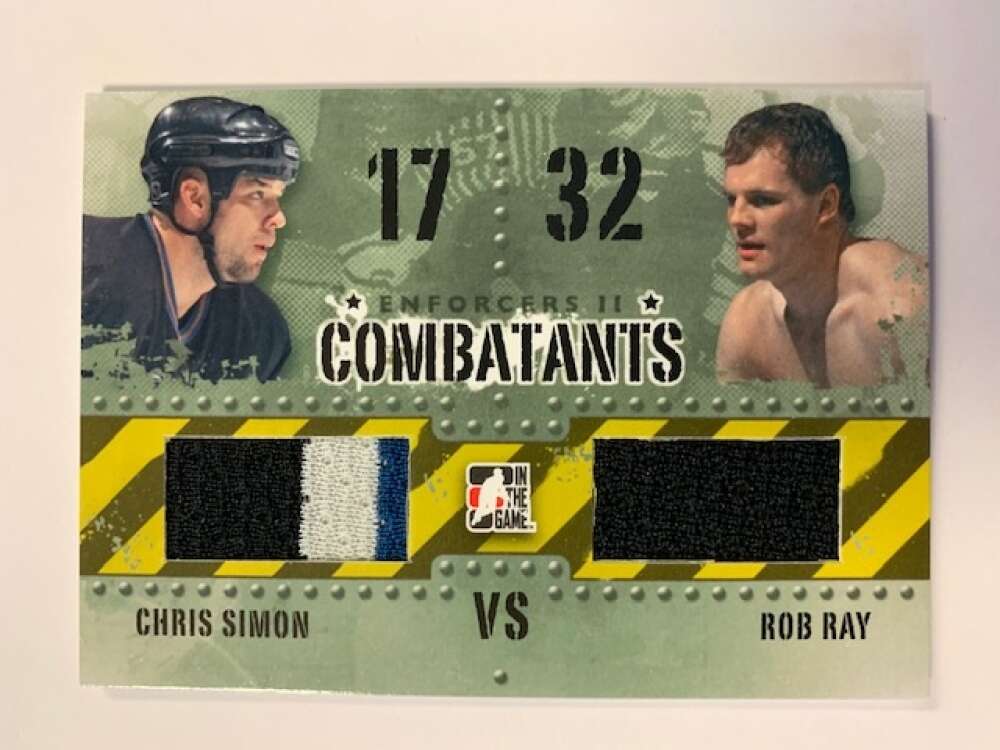 17 32
ENFORCERS II
COMBATANTS
IN
THE
GAME
CHRIS SIMON VS ROB RAY